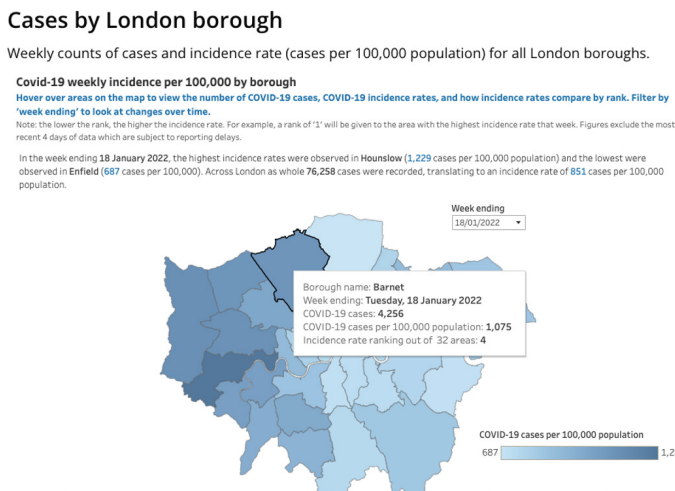 Cases by London borough
Weekly counts of cases and incidence rate (cases per 100,000 population) for all London boroughs.
Covid-19 weekly incidence per 100,000 by borough
Hover over areas on the map to view the number of COVID-19 cases, COVID-19 incidence rates, and how incidence rates compare by rank. Filter by
'week ending' to look at changes over time.
Note: the lower the rank, the higher the incidence rate. For example, a rank of '1' will be given to the area with the highest incidence rate that week. Figures exclude the most
recent 4 days of data which are subject to reporting delays.
In the week ending 18 January 2022, the highest incidence rates were observed in Hounslow (1,229 cases per 100,000 population) and the lowest were
observed in Enfield (687 cases per 100,000). Across London as whole 76,258 cases were recorded, translating to an incidence rate of 851 cases per 100,000
population.
Week ending
18/01/2022
Borough name: Barnet
Week ending: Tuesday, 18 January 2022
COVID-19 cases: 4,256
COVID-19 cases per 100,000 population: 1,075
Incidence rate ranking out of 32 areas: 4
COVID-19 cases per 100,000 population
687 1,2